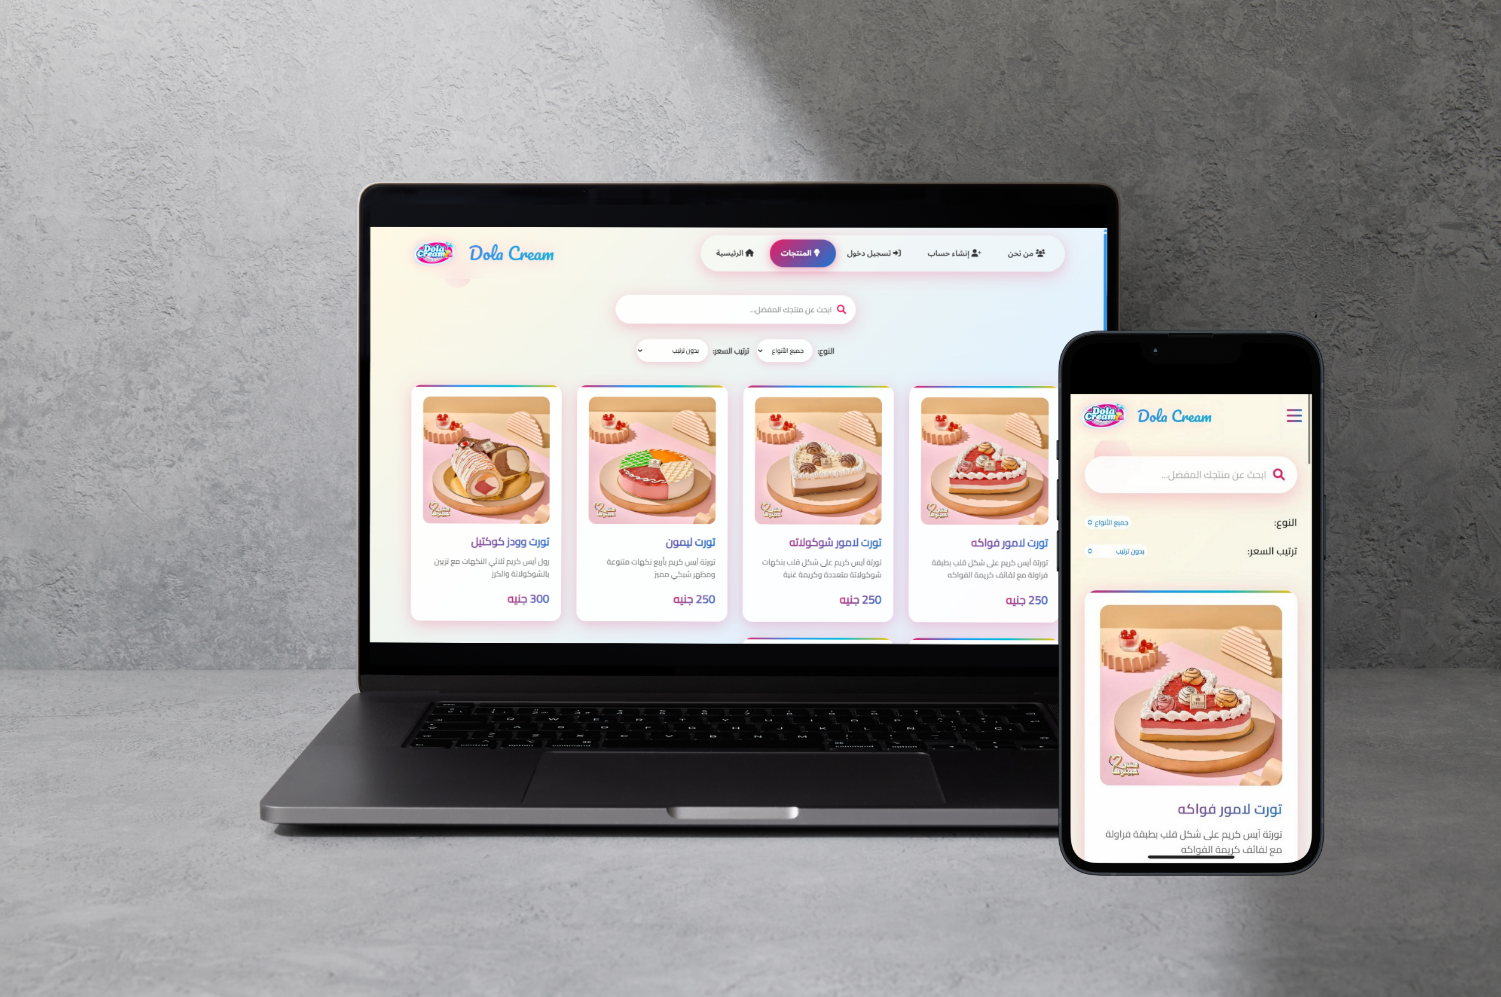 Dola Cream
Dola Cream
الرئيسية
المنتجات
تسجيل دخول
إنشاء حساب
من نحن
ابحث عن منتجك المفضل...
النوع:
جميع الأنواع
ترتيب السعر:
بدون ترتيب
تورت لامور فواكه
تورتة آيس كريم على شكل قلب بطبقة
فراولة مع لفائف كريمة الفواكه
250 جنيه
تورت لامور شوكولاته
تورتة آيس كريم على شكل قلب بنكهات
شوكولاتة متعددة وكريمة غنية
250 جنيه
تورت ليمون
تورتة آيس كريم بأربع نكهات متنوعة
ومظهر شبكي مميز
250 جنيه
تورت وودز كوكتيل
رول آيس كريم ثلاثي النكهات مع تزيين
بالشوكولاتة والكرز
300 جنيه
Dola Cream
Dola Cream
ابحث عن منتجك المفضل...
النوع:
جميع الأنواع
ترتيب السعر:
بدون ترتيب
تورت لامور فواكه
تورتة آيس كريم على شكل قلب بطبقة فراولة
مع لفائف كريمة الفواكه